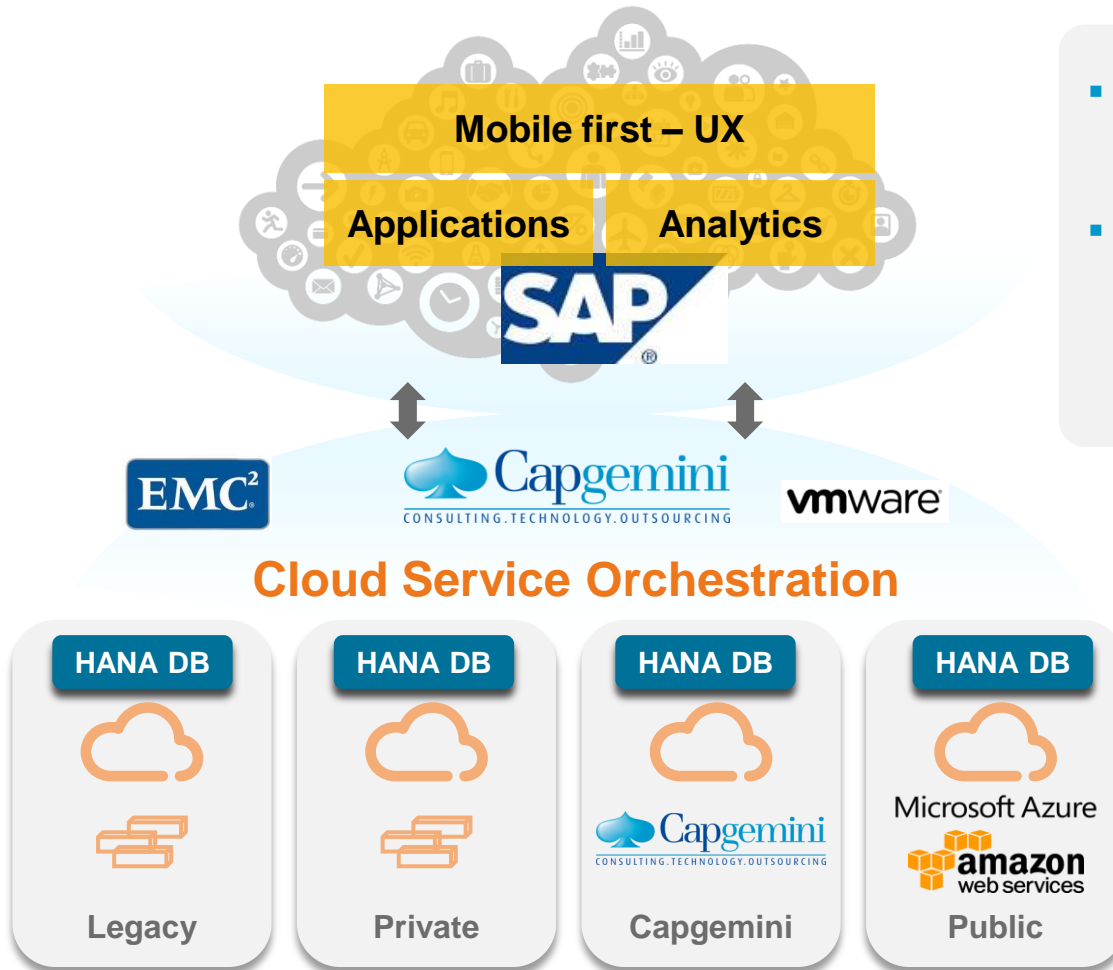 Mobile first – UX
Applications
Analytics
SAP
®
EMC²
Capgemini
CONSULTING.TECHNOLOGY.OUTSOURCING
vmware
Cloud Service Orchestration
HANA DB
HANA DB
HANA DB
HANA DB
Microsoft Azure
Capgemini
CONSULTING.TECHNOLOGY.OUTSOURCING
amazon
web services
Legacy
Private
Capgemini
Public